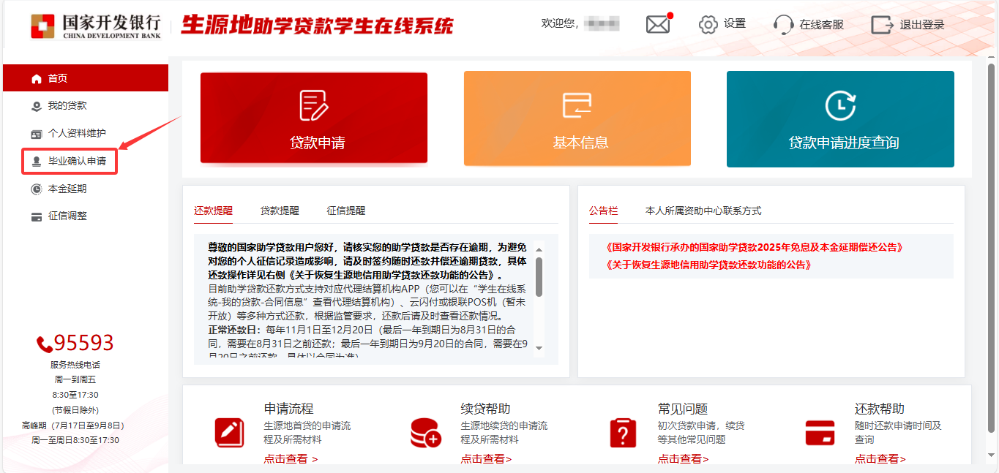 国家开发银行
CHINA DEVELOPMENT BANK
生源地助学贷款学生在线系统
欢迎您，
设置
在线客服
退出登录
首页
我的贷款
个人资料维护
毕业确认申请
本金延期
征信调整
95593
服务热线电话
周一到周五
8:30至17:30
(节假日除外)
高峰期（7月17日至9月8日）
周一至周日8:30至17:30
贷款申请
基本信息
贷款申请进度查询
还款提醒 贷款提醒 征信提醒
尊敬的国家助学贷款用户您好，请核实您的助学贷款是否存在逾期，为避免
对您的个人征信记录造成影响，请及时签约随时还款并偿还逾期贷款，具体
还款操作详见右侧《关于恢复生源地信用助学贷款还款功能的公告》。
目前助学贷款还款方式支持对应代理结算机构APP（您可以在“学生在线系
统-我的贷款-合同信息”查看代理结算机构）、云闪付或银联POS机（暂未
开放）等多种方式还款，根据监管要求，还款后请及时查看还款情况。
正常还款日：每年11月1日至12月20日（最后一年到期日为8月31日的合
同，需要在8月31日之前还款；最后一年到期日为9月20日的合同，需要在9
月20日之前还款，具体以合同为准）
公告栏 本人所属资助中心联系方式
《国家开发银行承办的国家助学贷款2025年免息及本金延期偿还公告》
《关于恢复生源地信用助学贷款还款功能的公告》
申请流程
生源地首贷的申请流
程及所需材料
点击查看 >
续贷帮助
生源地续贷的申请流
程及所需材料
点击查看>
常见问题
初次贷款申请，续贷
等其他常见问题
点击查看>
还款帮助
随时还款申请时间及
查询
点击查看>